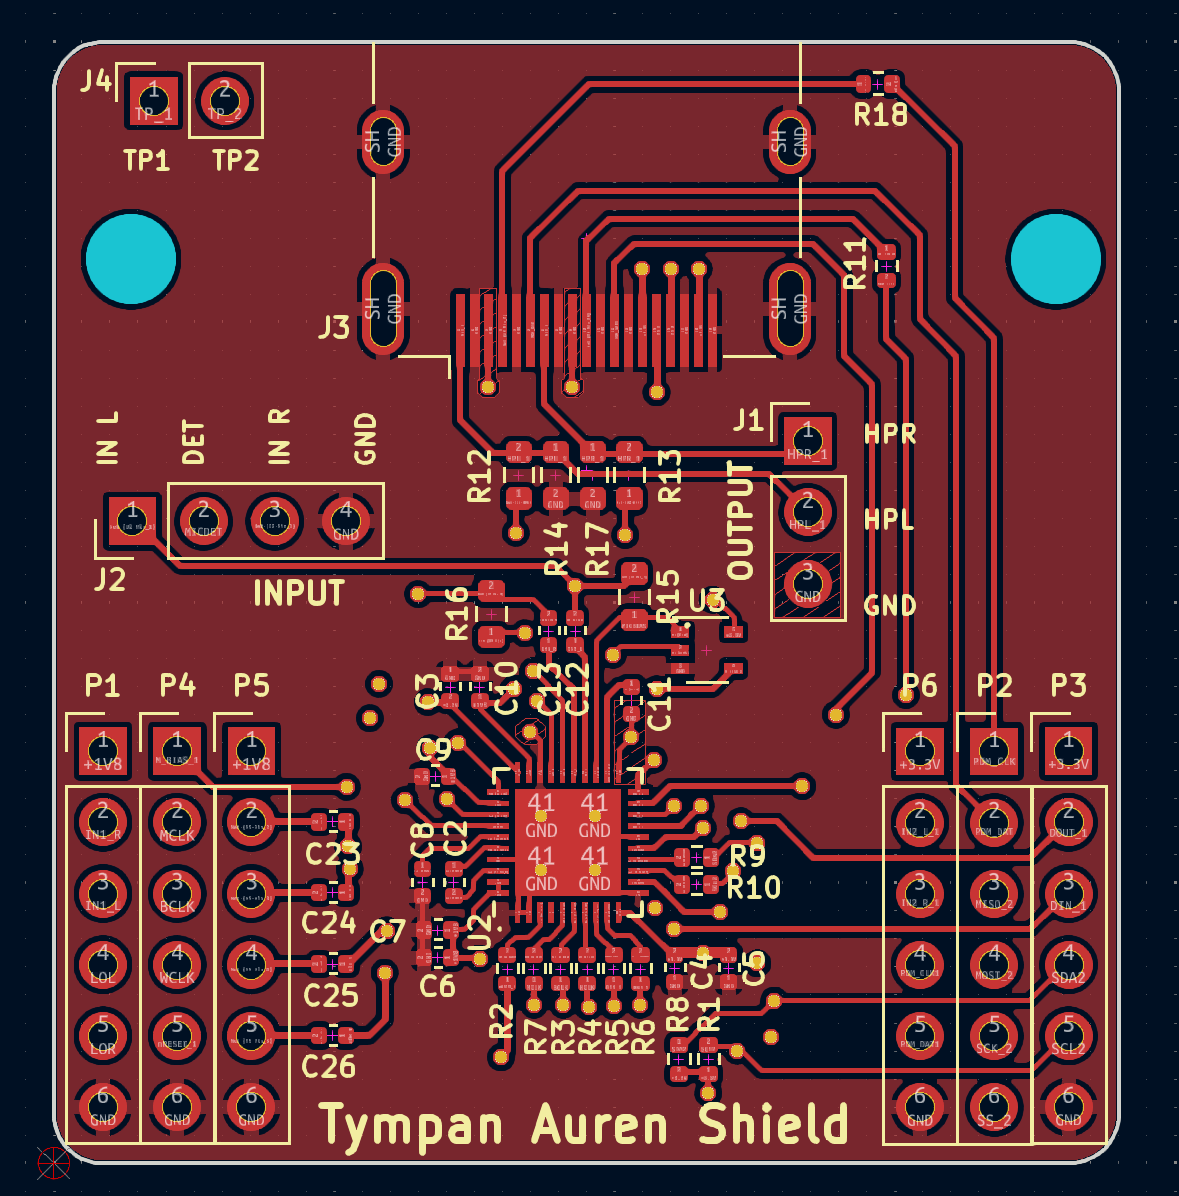 J4
1
TP_1
2
TP_2
TP1
TP2
SH
GND
SH
GND
R18
R11
SH
GND
SH
GND
J3
IN L
DET
IN R
GND
J1
1
HPR_1
HPR
2
HPL_1
HPL
3
GND
GND
OUTPUT
R12
R13
R14
R17
1
2
MICDET
3
4
GND
J2
INPUT
R16
R15
U3
C3
C10
C13
C12
C11
P1
P4
P5
P6
P2
P3
1
+1V8
1
M_BIAS_1
1
+1V8
1
+3.3V
1
PDM_CLK
1
+3.3V
C9
41
GND
41
GND
41
GND
41
GND
2
IN1_R
2
MCLK
2
C23
C8
C2
R9
R10
2
IN2_L_1
2
PDM_DAT
2
DOUT_1
3
IN1_L
3
BCLK
3
C24
C7
U2
3
IN2_R_1
3
MISO_2
3
DIN_1
4
LOL
4
WCLK
4
C25
C6
C4
C5
4
PDM_CLK1
4
MOSI_2
4
SDA2
5
LOR
5
nRESET_1
5
C26
R2
R7
R3
R4
R5
R6
R8
R1
5
PDM_DAT1
5
SCK_2
5
SCL2
6
GND
6
GND
6
GND
6
GND
6
SS_2
6
GND
Tympan Auren Shield